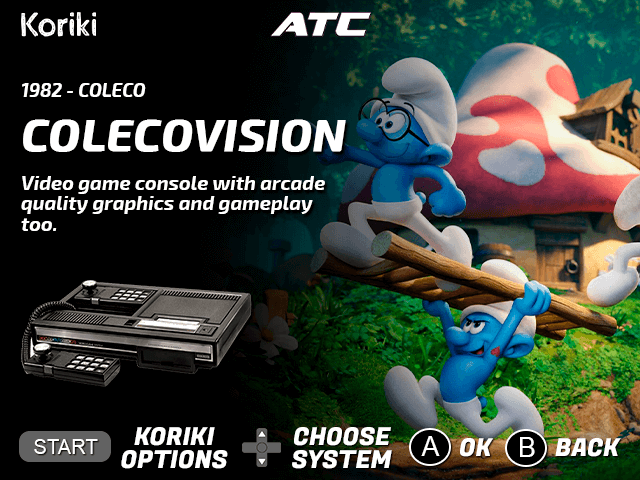 Koriki
ATC
1982 - COLECO
COLECOVISION
Video game console with arcade
quality graphics and gameplay
too.
START
KORIKI
OPTIONS
CHOOSE
SYSTEM
A OK
B BACK